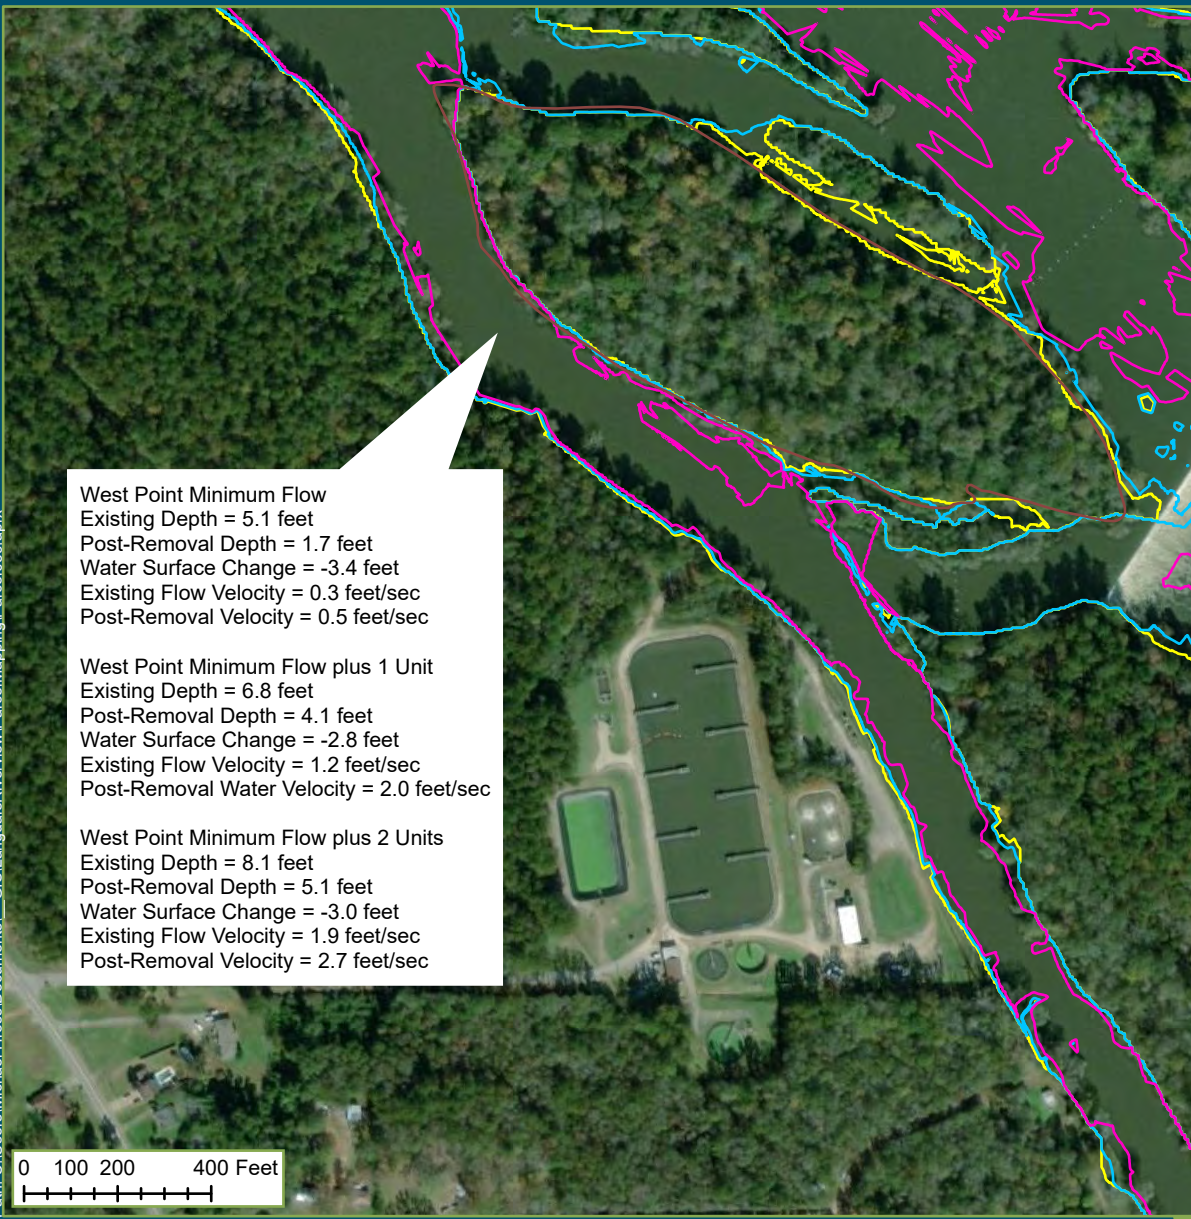 West Point Minimum Flow
Existing Depth = 5.1 feet
Post-Removal Depth = 1.7 feet
Water Surface Change = -3.4 feet
Existing Flow Velocity = 0.3 feet/sec
Post-Removal Velocity = 0.5 feet/sec
West Point Minimum Flow plus 1 Unit
Existing Depth = 6.8 feet
Post-Removal Depth = 4.1 feet
Water Surface Change = -2.8 feet
Existing Flow Velocity = 1.2 feet/sec
Post-Removal Water Velocity = 2.0 feet/sec
West Point Minimum Flow plus 2 Units
Existing Depth = 8.1 feet
Post-Removal Depth = 5.1 feet
Water Surface Change = -3.0 feet
Existing Flow Velocity = 1.9 feet/sec
Post-Removal Velocity = 2.7 feet/sec
0 100 200 400 Feet